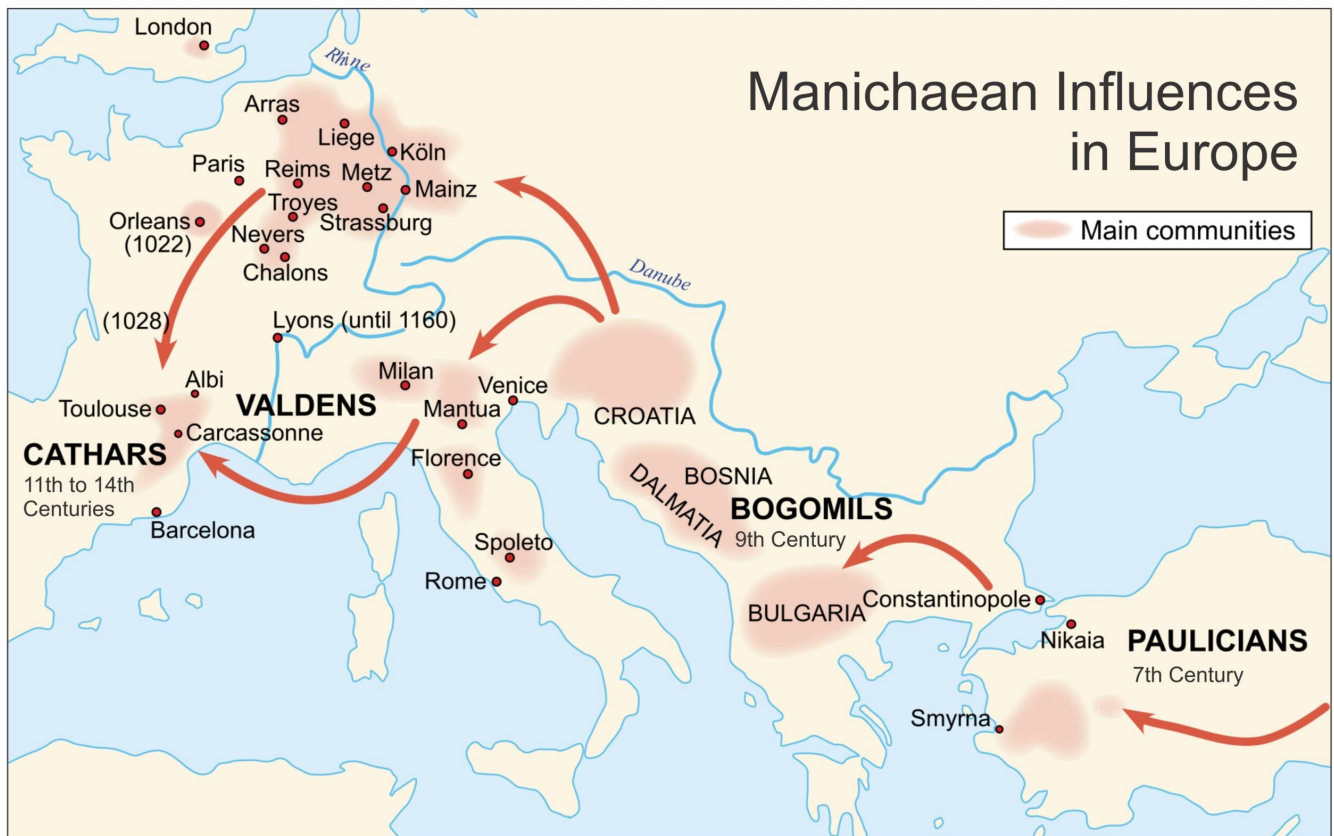 London
Rhine
Manichaean Influences
in Europe
Main communities
Arras
Liege
Köln
Paris
Reims
Metz
Mainz
Troyes
Strassburg
Orleans
(1022)
Nevers
Chalons
Danube
(1028)
Lyons (until 1160)
Albi
Milan
Venice
Toulouse
VALDENS
Mantua
CROATIA
Carcassonne
CATHARS
11th to 14th
Centuries
Florence
BOSNIA
DALMATIA
BOGOMILS
9th Century
Barcelona
Spoleto
Rome
BULGARIA
Constantinopole
Nikaia
PAULICIANS
7th Century
Smyrna